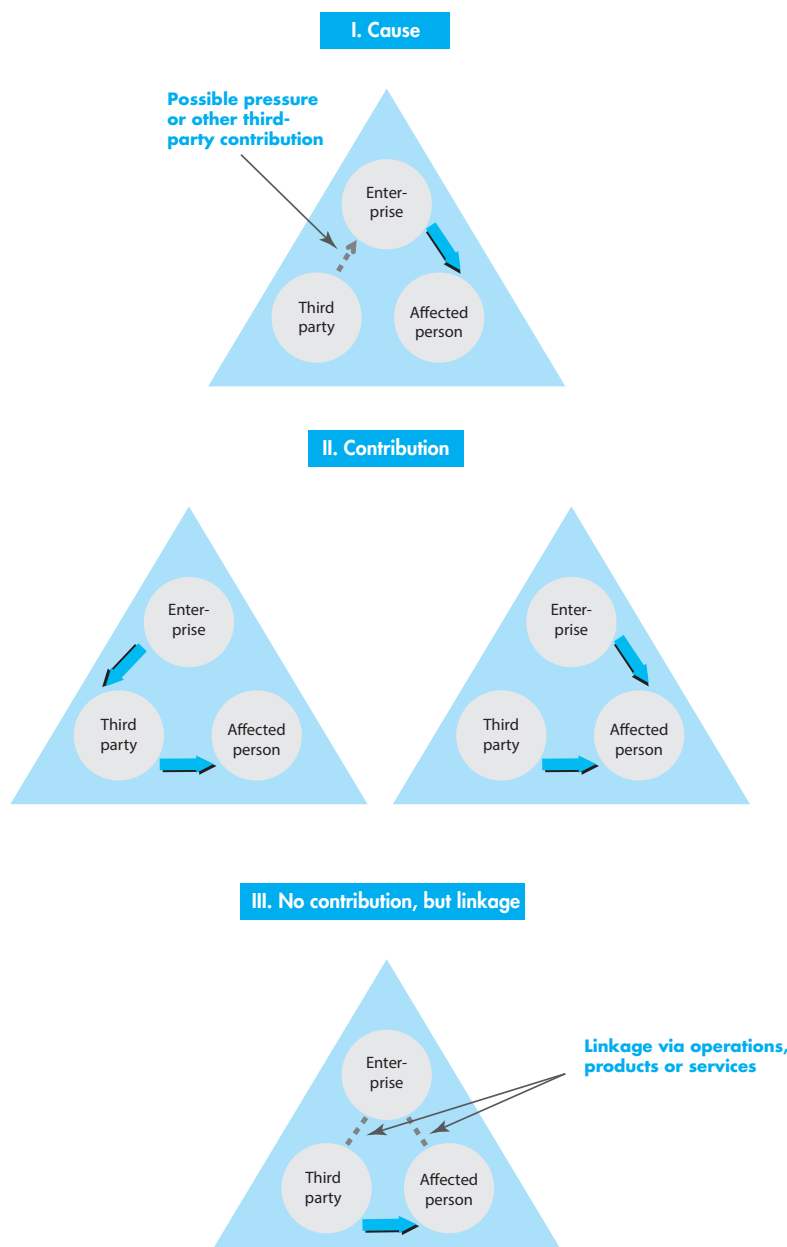 I. Cause
Possible pressure
or other third-
party contribution
Enter-
prise
Third
party
Affected
person
II. Contribution
Enter-
prise
Third
party
Affected
person
Enter-
prise
Third
party
Affected
person
III. No contribution, but linkage
Linkage via operations,
products or services
Enter-
prise
Third
party
Affected
person